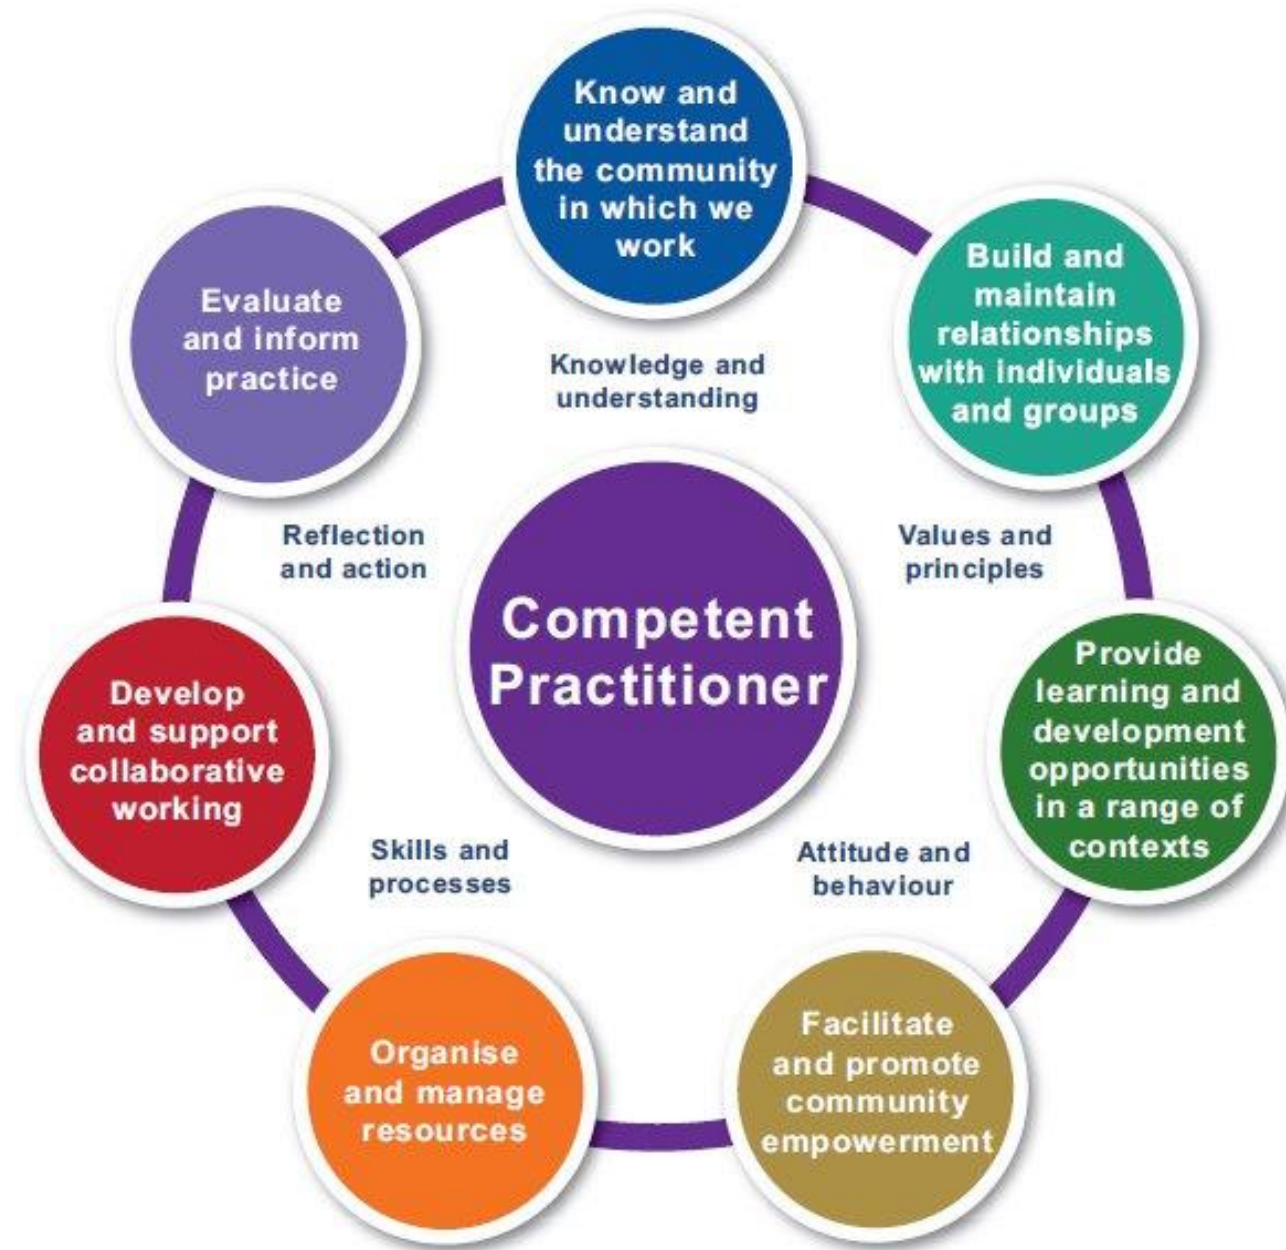 Know and
understand
the community
in which we
work
Build and
maintain
relationships
with individuals
and groups
Provide
learning and
development
opportunities
in a range of
contexts
Facilitate
and promote
community
empowerment
Organise
and manage
resources
Develop
and support
collaborative
working
Evaluate
and inform
practice
Knowledge and
understanding
Values and
principles
Attitude and
behaviour
Skills and
processes
Reflection
and action
Competent
Practitioner